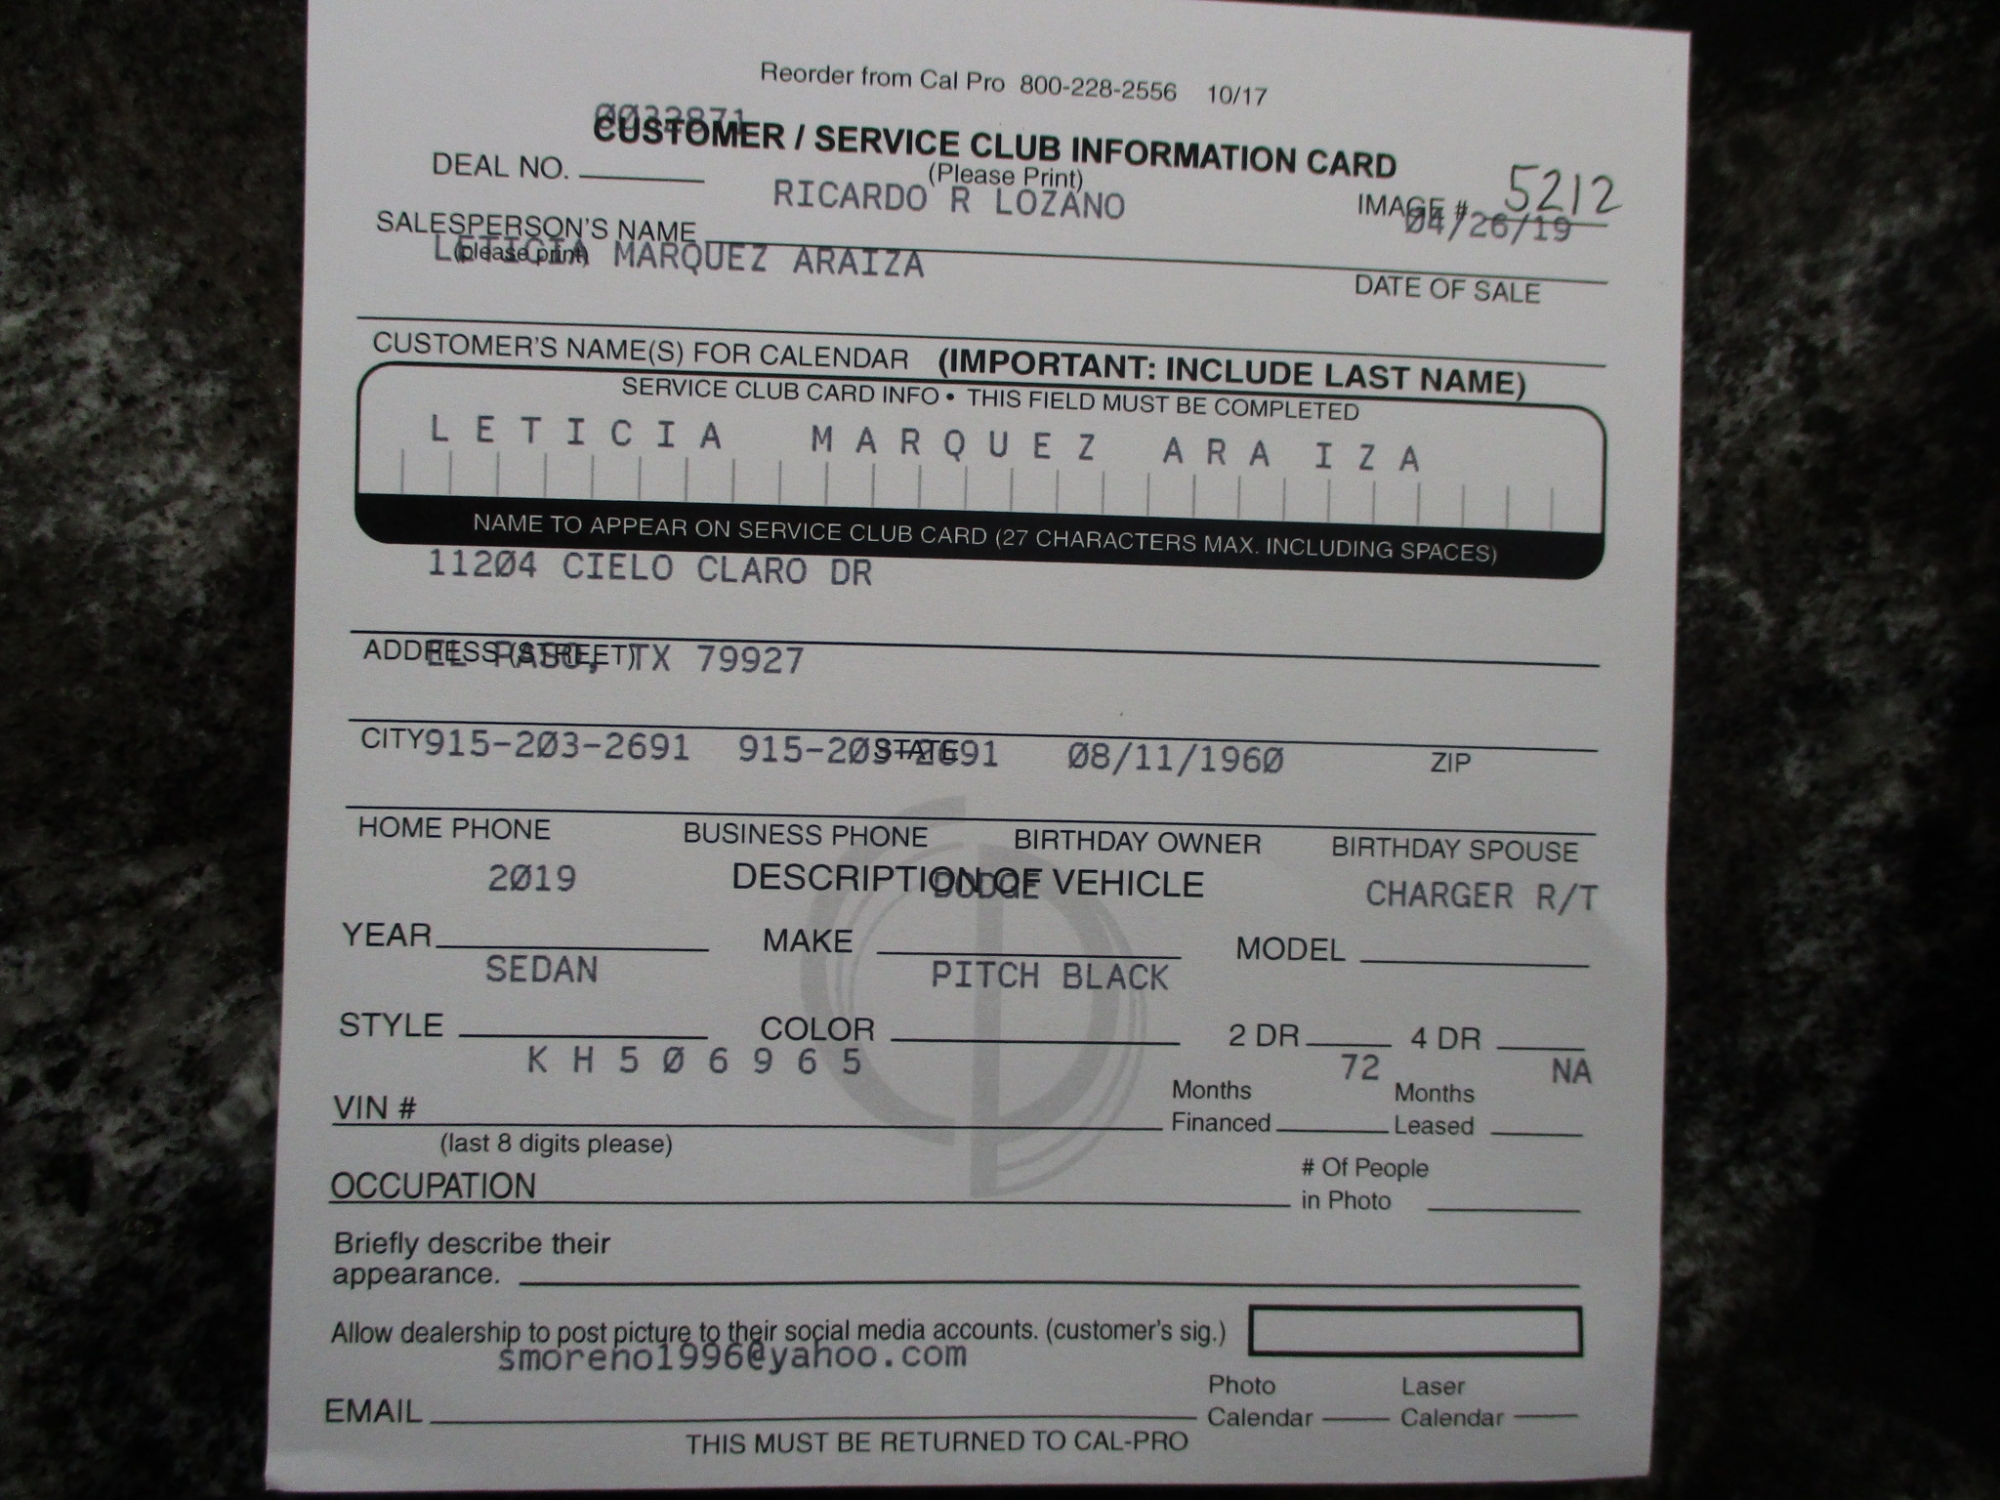 Reorder from Cal Pro 800-228-2556 10/17
0032871
CUSTOMER / SERVICE CLUB INFORMATION CARD
(Please Print)
DEAL NO.
RICARDO R LOZANO
IMAGE # 5212
04/26/19
SALESPERSON'S NAME
(please print)
LETICIA MARQUEZ ARAIZA
DATE OF SALE
CUSTOMER'S NAME(S) FOR CALENDAR (IMPORTANT: INCLUDE LAST NAME)
SERVICE CLUB CARD INFO • THIS FIELD MUST BE COMPLETED
LETICIA MARQUEZ ARAIZA
NAME TO APPEAR ON SERVICE CLUB CARD (27 CHARACTERS MAX. INCLUDING SPACES)
11204 CIELO CLARO DR
ADDRESS (STREET)
EL PASO, TX 79927
CITY STATE ZIP
915-203-2691 915-203-2691 08/11/1960
HOME PHONE BUSINESS PHONE BIRTHDAY OWNER BIRTHDAY SPOUSE
DESCRIPTION OF VEHICLE
2019 DODGE CHARGER R/T
YEAR MAKE MODEL
SEDAN PITCH BLACK
STYLE COLOR 2 DR 4 DR
KH506965 72 NA
VIN # Months Financed Months Leased
(last 8 digits please)
OCCUPATION # Of People in Photo
Briefly describe their
appearance.
Allow dealership to post picture to their social media accounts. (customer's sig.)
smoreno1996@yahoo.com
EMAIL Photo Calendar Laser Calendar
THIS MUST BE RETURNED TO CAL-PRO